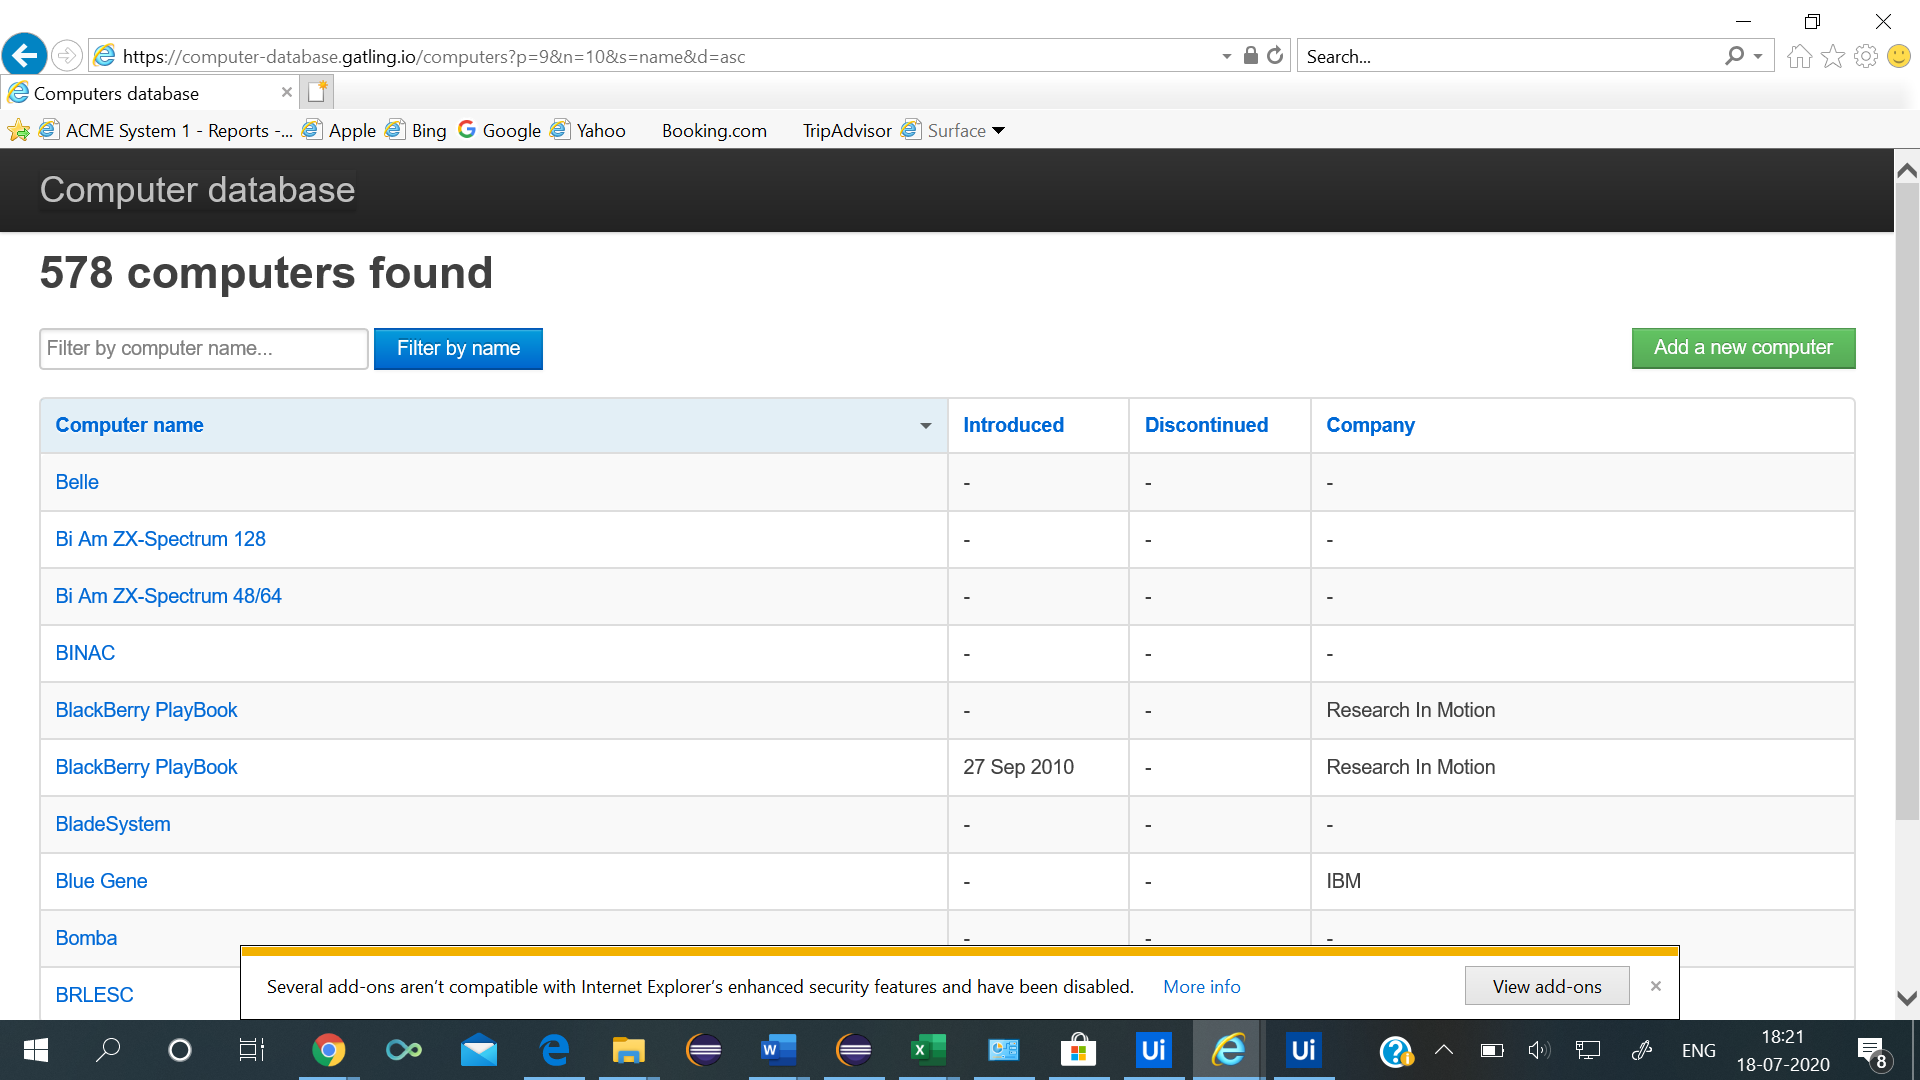 https://computer-database.gatling.io/computers?p=9&n=10&s=name&d=asc
Search...
Computers database
ACME System 1 - Reports -... Apple Bing Google Yahoo Booking.com TripAdvisor Surface
Computer database
578 computers found
Filter by computer name...
Filter by name
Add a new computer
Computer name Introduced Discontinued Company
Belle - - -
Bi Am ZX-Spectrum 128 - - -
Bi Am ZX-Spectrum 48/64 - - -
BINAC - - -
BlackBerry PlayBook - - Research In Motion
BlackBerry PlayBook 27 Sep 2010 - Research In Motion
BladeSystem - - -
Blue Gene - - IBM
Bomba - - -
BRLESC
Several add-ons aren't compatible with Internet Explorer's enhanced security features and have been disabled. More info
View add-ons
Ui
Ui
ENG
18:21
18-07-2020
8